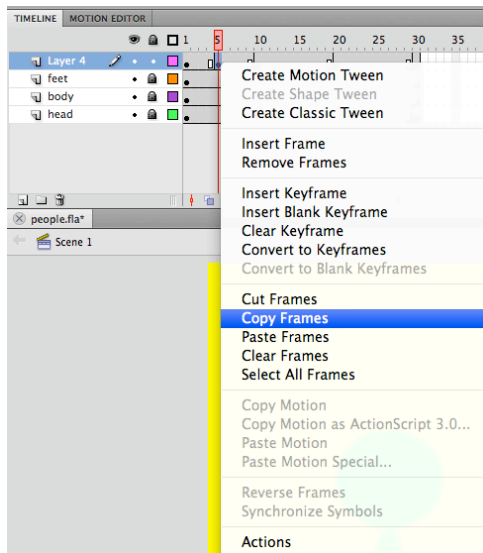 TIMELINE MOTION EDITOR
1 5 10 15 20 25 30 35
Layer 4
feet
body
head
people.fla*
Scene 1
Create Motion Tween
Create Shape Tween
Create Classic Tween
Insert Frame
Remove Frames
Insert Keyframe
Insert Blank Keyframe
Clear Keyframe
Convert to Keyframes
Convert to Blank Keyframes
Cut Frames
Copy Frames
Paste Frames
Clear Frames
Select All Frames
Copy Motion
Copy Motion as ActionScript 3.0...
Paste Motion
Paste Motion Special...
Reverse Frames
Synchronize Symbols
Actions